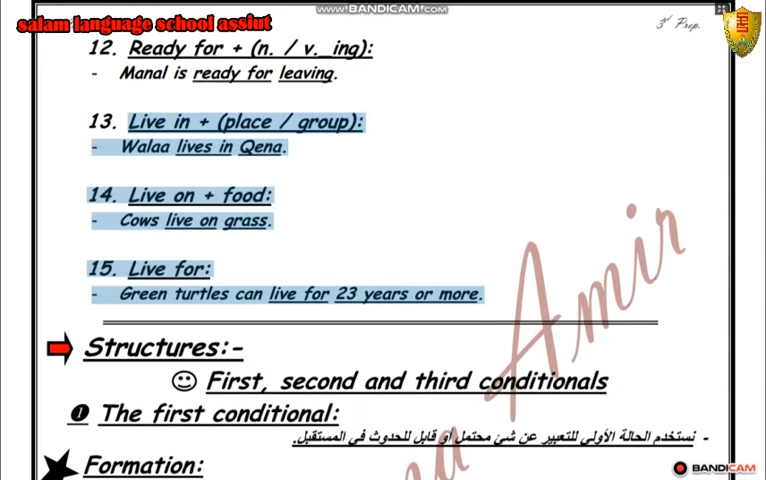 WWW.BANDICAM.COM
salam language school assiut
3rd Prep.
12. Ready for + (n. / v._ing):
- Manal is ready for leaving.
13. Live in + (place / group):
- Walaa lives in Qena.
14. Live on + food:
- Cows live on grass.
15. Live for:
- Green turtles can live for 23 years or more.
Amir
Structures:-
☺ First, second and third conditionals
❶ The first conditional:
- نستخدم الحالة الأولي للتعبير عن شئ محتمل أو قابل للحدوث في المستقبل.
Formation:
BANDICAM